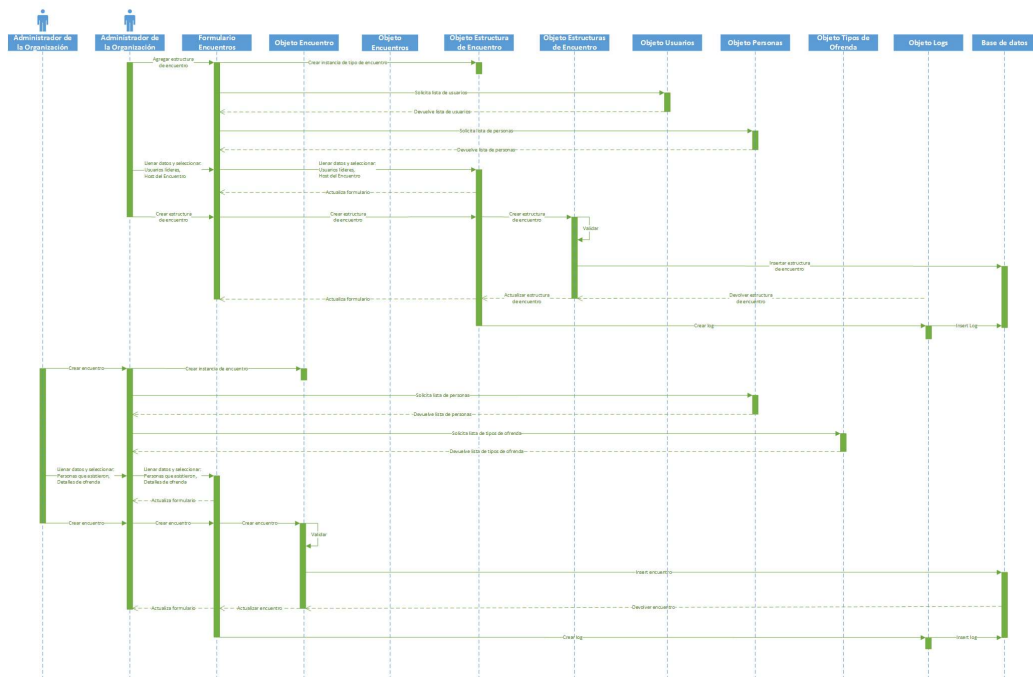 Administrador de
la Organización
Administrador de
la Organización
Formulario
Encuentros
Objeto Encuentro
Objeto
Encuentros
Objeto Estructura
de Encuentro
Objeto Estructuras
de Encuentro
Objeto Usuarios
Objeto Personas
Objeto Tipos de
Ofrenda
Objeto Logs
Base de datos
Agregar estructura
de encuentro
Crear instancia de tipo de encuentro
Solicita lista de usuarios
Devuelve lista de usuarios
Solicita lista de personas
Devuelve lista de personas
Llenar datos y seleccionar:
Usuarios líderes,
Host del Encuentro
Llenar datos y seleccionar:
Usuarios líderes,
Host del Encuentro
Actualiza formulario
Crear estructura
de encuentro
Crear estructura
de encuentro
Crear estructura
de encuentro
Validar
Insertar estructura
de encuentro
Actualiza formulario
Actualizar estructura
de encuentro
Devolver estructura
de encuentro
Crear log
Insert Log
Crear encuentro
Crear instancia de encuentro
Solicita lista de personas
Devuelve lista de personas
Solicita lista de tipos de ofrenda
Devuelve lista de tipos de ofrenda
Llenar datos y seleccionar:
Personas que asistieron,
Detalles de ofrenda
Llenar datos y seleccionar:
Personas que asistieron,
Detalles de ofrenda
Actualiza formulario
Crear encuentro
Crear encuentro
Crear encuentro
Validar
Insert encuentro
Actualiza formulario
Actualizar encuentro
Devolver encuentro
Crear log
Insert log